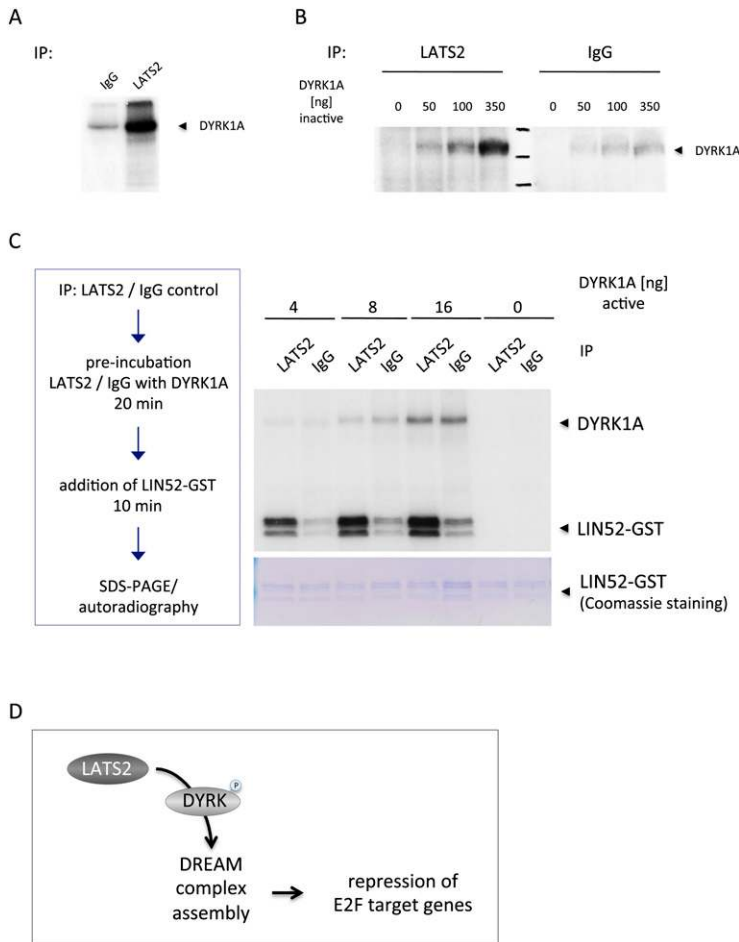 A
IP:
IgG
LATS2
DYRK1A
B
IP:
LATS2
IgG
DYRK1A
[ng]
inactive
0 50 100 350
0 50 100 350
DYRK1A
C
IP: LATS2 / IgG control
pre-incubation
LATS2 / IgG with DYRK1A
20 min
addition of LIN52-GST
10 min
SDS-PAGE/
autoradiography
DYRK1A [ng]
active
4 8 16 0
LATS2 IgG LATS2 IgG LATS2 IgG LATS2 IgG
IP
DYRK1A
LIN52-GST
LIN52-GST
(Coomassie staining)
D
LATS2
P
DYRK
DREAM
complex
assembly
repression of
E2F target genes